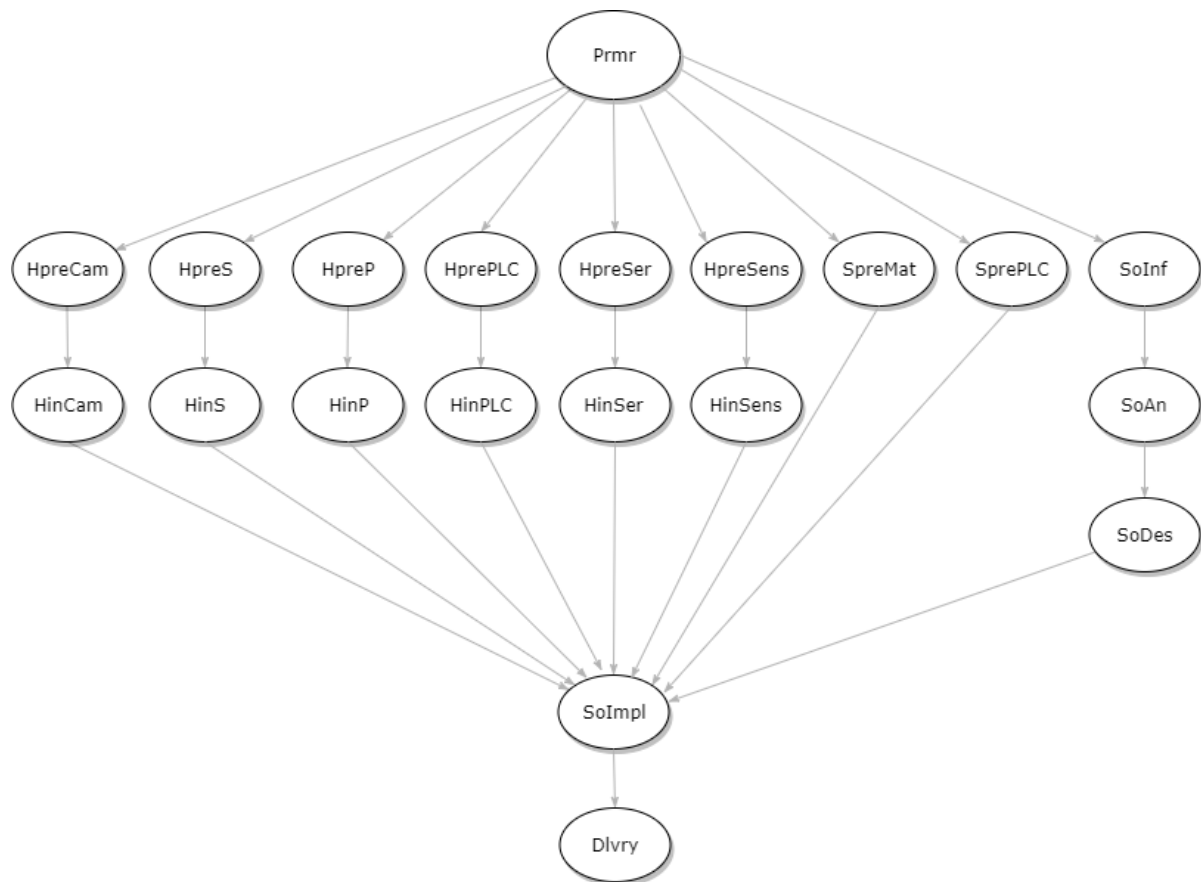 Prmr
HpreCam HpreS HpreP HprePLC HpreSer HpreSens SpreMat SprePLC SoInf
HinCam HinS HinP HinPLC HinSer HinSens SoAn
SoDes
SoImpl
Dlvry